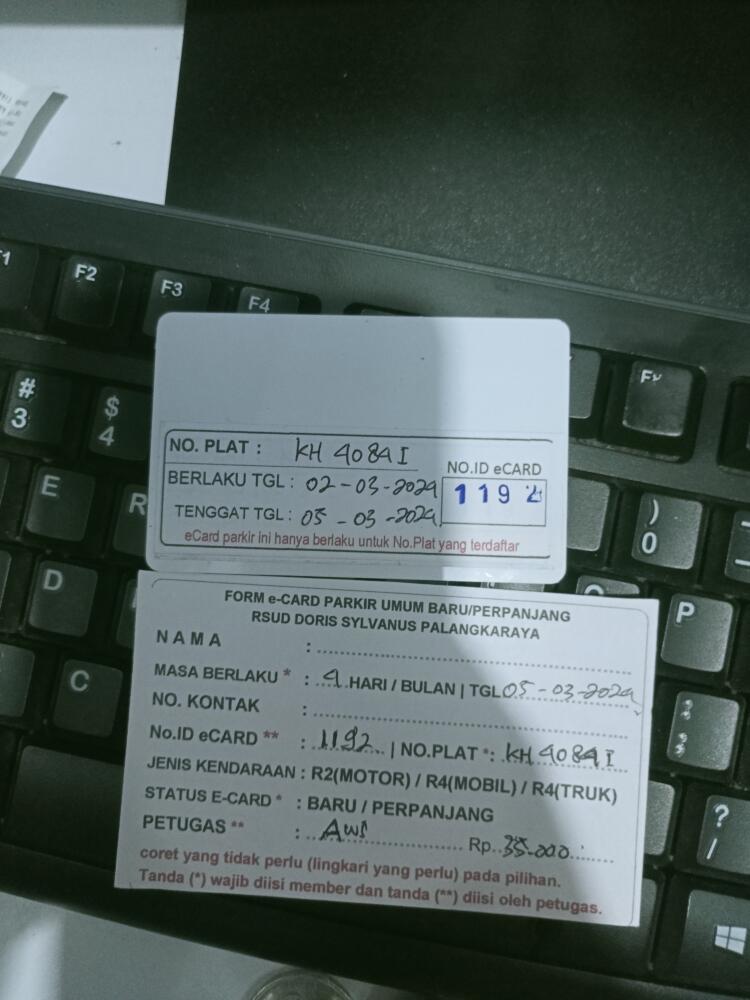 F2
F3
F4
#
3
$
4
E
R
D
C
)
0
P
?
/
NO. PLAT : KH 4084 I
BERLAKU TGL : 02-03-2024
NO.ID eCARD
1192
TENGGAT TGL : 05-03-2024
eCard parkir ini hanya berlaku untuk No.Plat yang terdaftar
FORM e-CARD PARKIR UMUM BARU/PERPANJANG
RSUD DORIS SYLVANUS PALANGKARAYA
NAMA :
MASA BERLAKU * : 4 HARI / BULAN | TGL 05-03-2024
NO. KONTAK :
No.ID eCARD ** : 1192 | NO.PLAT *: KH 4084 I
JENIS KENDARAAN : R2(MOTOR) / R4(MOBIL) / R4(TRUK)
STATUS E-CARD * : BARU / PERPANJANG
PETUGAS ** : Rp. 35.000
coret yang tidak perlu (lingkari yang perlu) pada pilihan.
Tanda (*) wajib diisi member dan tanda (**) diisi oleh petugas.